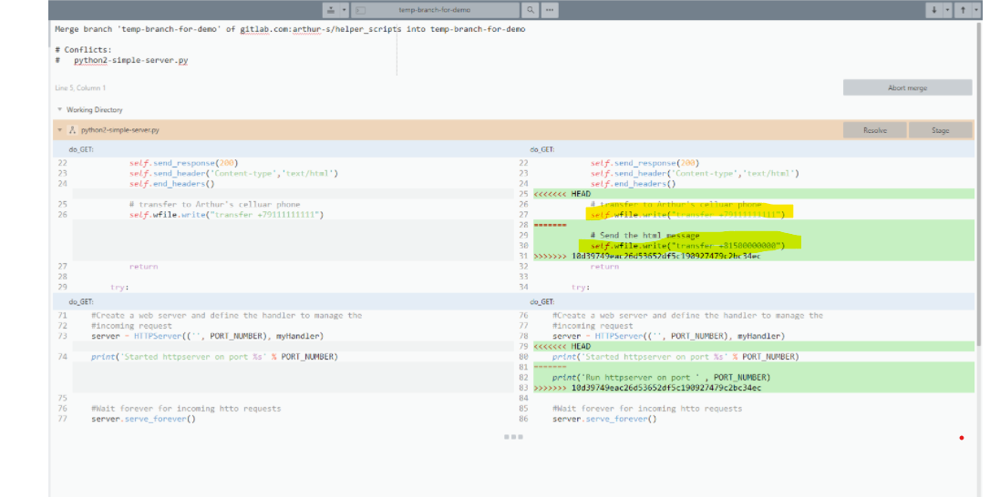 temp-branch-for-demo
Merge branch 'temp-branch-for-demo' of gitlab.com:arthur-s/helper_scripts into temp-branch-for-demo
# Conflicts:
#   python2-simple-server.py
Line 5, Column 1
Abort merge
Working Directory
python2-simple-server.py
Resolve
Stage
do_GET:
22 self.send_response(200)
23 self.send_header('Content-type','text/html')
24 self.end_headers()
25 # transfer to Arthur's celluar phone
26 self.wfile.write("transfer +79111111111")
27 return
28
29 try:
do_GET:
22 self.send_response(200)
23 self.send_header('Content-type','text/html')
24 self.end_headers()
25 <<<<<<< HEAD
26 # transfer to Arthur's celluar phone
27 self.wfile.write("transfer +79111111111")
28 =======
29 # Send the html message
30 self.wfile.write("transfer +81500000000")
31 >>>>>>> 10d39749eac26d53652df5c190927479c2bc34ec
32 return
33
34 try:
do_GET:
71 #Create a web server and define the handler to manage the
72 #incoming request
73 server = HTTPServer(('', PORT_NUMBER), myHandler)
74 print('Started httpserver on port %s' % PORT_NUMBER)
75
76 #Wait forever for incoming htto requests
77 server.serve_forever()
do_GET:
76 #Create a web server and define the handler to manage the
77 #incoming request
78 server = HTTPServer(('', PORT_NUMBER), myHandler)
79 <<<<<<< HEAD
80 print('Started httpserver on port %s' % PORT_NUMBER)
81 =======
82 print('Run httpserver on port ' , PORT_NUMBER)
83 >>>>>>> 10d39749eac26d53652df5c190927479c2bc34ec
84
85 #Wait forever for incoming htto requests
86 server.serve_forever()